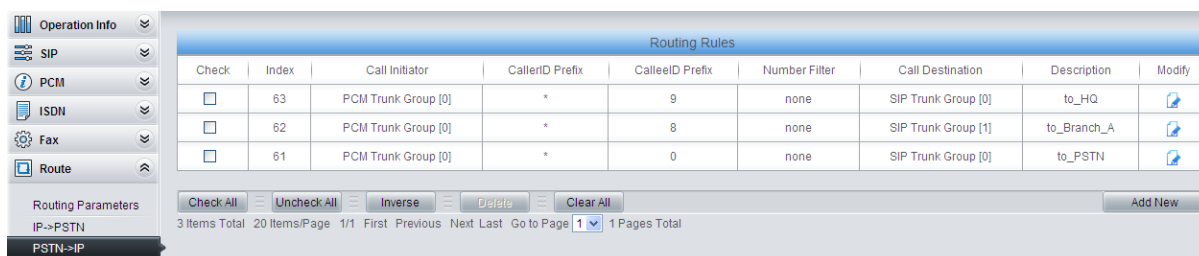 Operation Info
SIP
PCM
ISDN
Fax
Route
Routing Parameters
IP->PSTN
PSTN->IP
Routing Rules
Check Index Call Initiator CallerID Prefix CalleeID Prefix Number Filter Call Destination Description Modify
63 PCM Trunk Group [0] * 9 none SIP Trunk Group [0] to_HQ
62 PCM Trunk Group [0] * 8 none SIP Trunk Group [1] to_Branch_A
61 PCM Trunk Group [0] * 0 none SIP Trunk Group [0] to_PSTN
Check All Uncheck All Inverse Delete Clear All Add New
3 Items Total 20 Items/Page 1/1 First Previous Next Last Go to Page 1 1 Pages Total